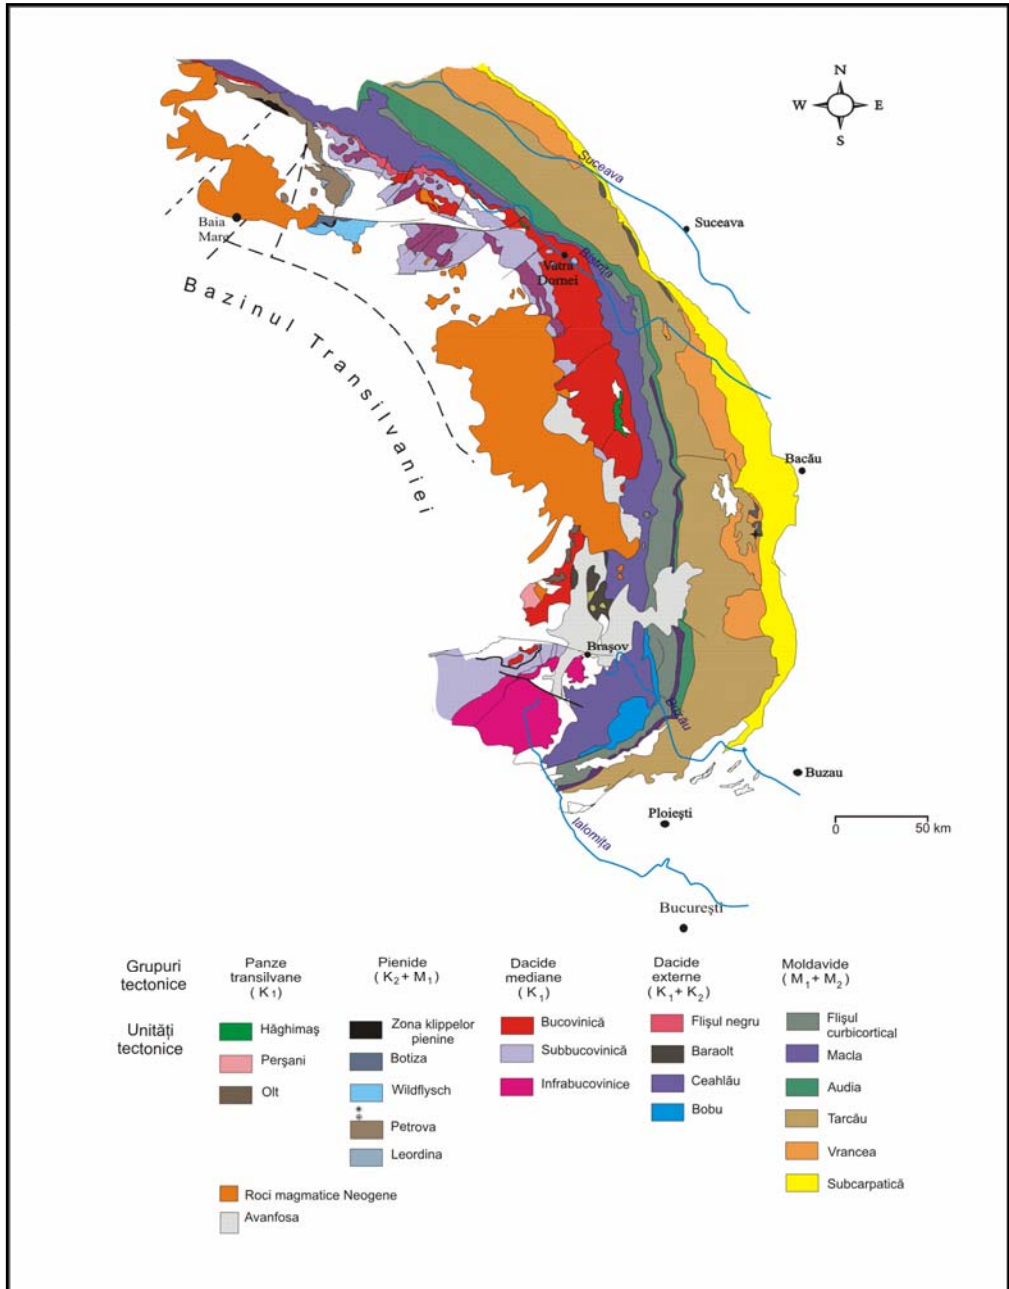 N
W E
S
Suceava
Suceava
Baia
Mare
Vatra
Dornei
Bistrița
Bazinul Transilvaniei
Bacău
Brașov
Buzău
Buzau
Ploiești
0 50 km
Ialomița
București
Grupuri
tectonice
Panze
transilvane
( K1)
Pienide
( K2 + M1 )
Dacide
mediane
( K1 )
Dacide
externe
( K1 + K2 )
Moldavide
( M1 + M2 )
Unități
tectonice
Hăghimaș
Perșani
Olt
Zona klippelor
pienine
Botiza
Wildflysch
Petrova
Leordina
Bucovinică
Subbucovinică
Infrabucovinice
Flișul negru
Baraolt
Ceahlău
Bobu
Flișul
curbicortical
Macla
Audia
Tarcău
Vrancea
Subcarpatică
Roci magmatice Neogene
Avanfosa